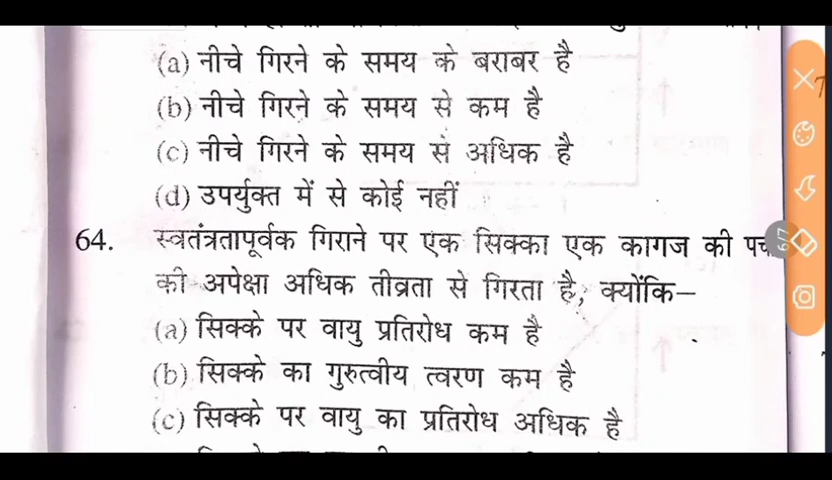 (a) नीचे गिरने के समय के बराबर है
(b) नीचे गिरने के समय से कम है
(c) नीचे गिरने के समय से अधिक है
(d) उपर्युक्त में से कोई नहीं
64. स्वतंत्रतापूर्वक गिराने पर एक सिक्का एक कागज की
की अपेक्षा अधिक तीव्रता से गिरता है, क्योंकि–
(a) सिक्के पर वायु प्रतिरोध कम है
(b) सिक्के का गुरुत्वीय त्वरण कम है
(c) सिक्के पर वायु का प्रतिरोध अधिक है